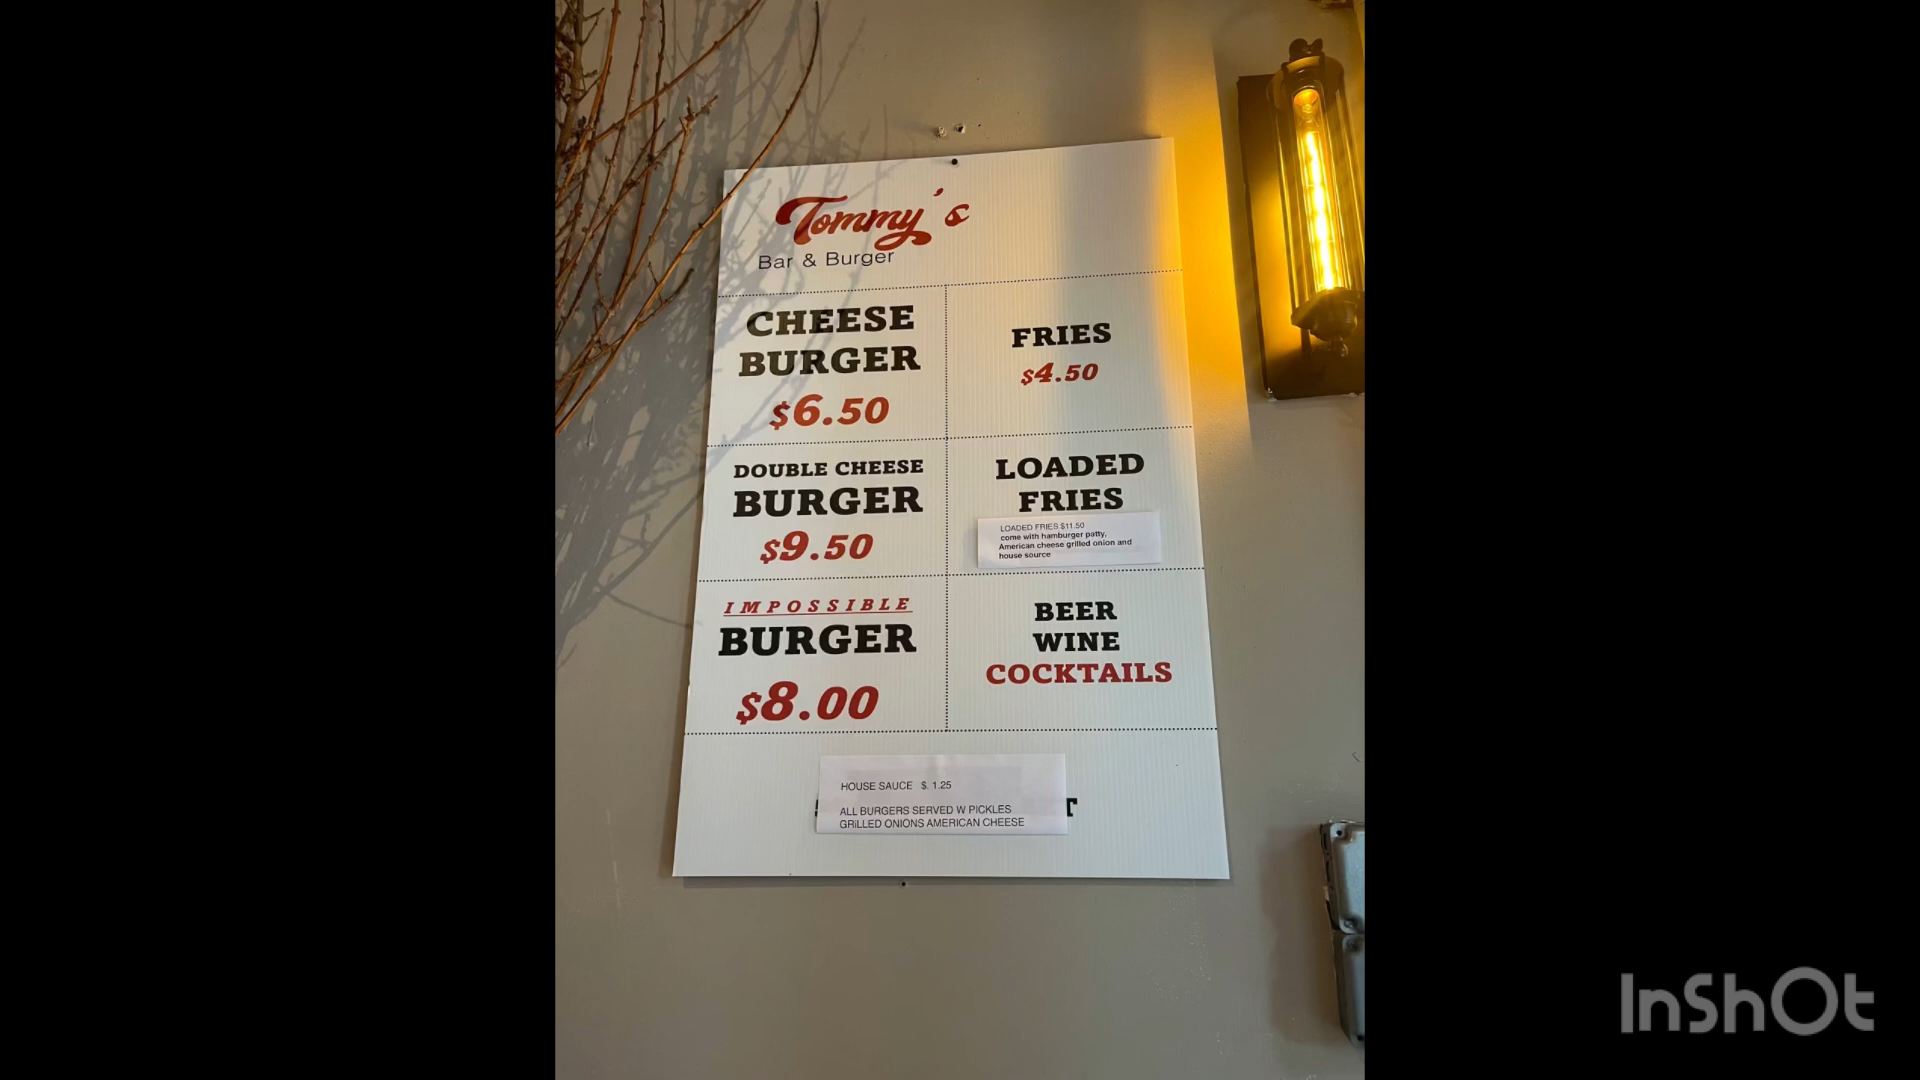 Tommy's
Bar & Burger
CHEESE
BURGER
$6.50
FRIES
$4.50
DOUBLE CHEESE
BURGER
$9.50
LOADED
FRIES
LOADED FRIES $11.50
come with hamburger patty,
American cheese grilled onion and
house source
IMPOSSIBLE
BURGER
$8.00
BEER
WINE
COCKTAILS
HOUSE SAUCE $. 1.25
ALL BURGERS SERVED W PICKLES
GRiLLED ONIONS AMERICAN CHEESE
InShOt